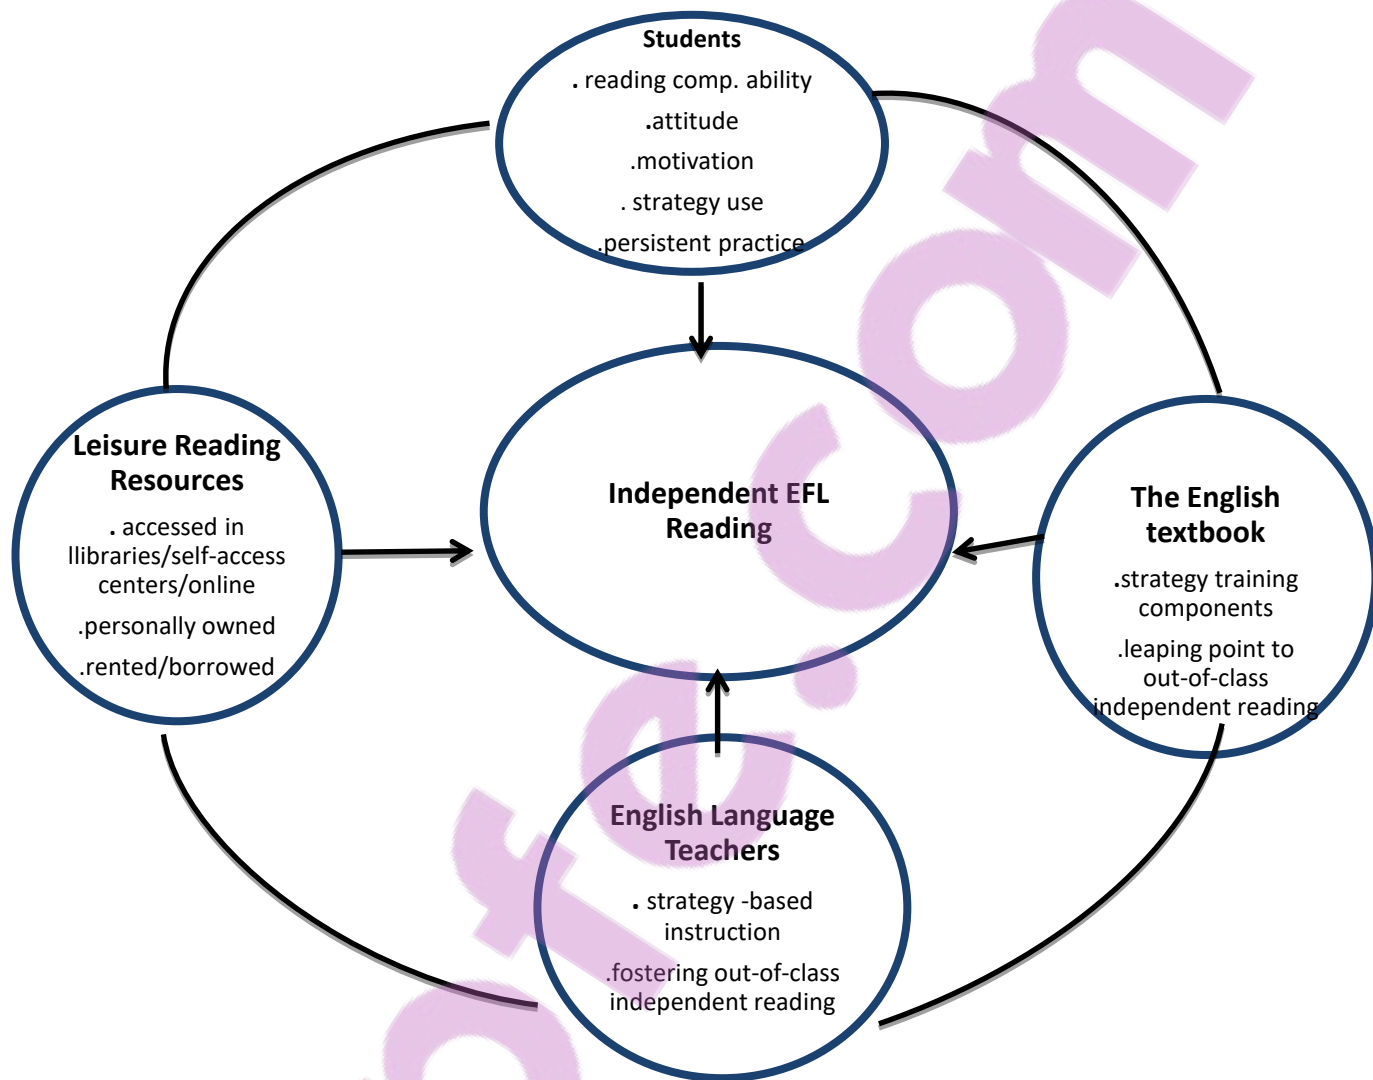 Students
. reading comp. ability
.attitude
.motivation
. strategy use
.persistent practice
Leisure Reading
Resources
. accessed in
llibraries/self-access
centers/online
.personally owned
.rented/borrowed
Independent EFL
Reading
The English
textbook
.strategy training
components
.leaping point to
out-of-class
independent reading
English Language
Teachers
. strategy -based
instruction
.fostering out-of-class
independent reading
ofe.com